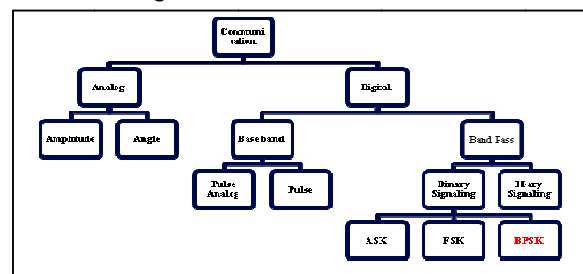 Communi
cation
Analog
Digital
Amplitude
Angle
Baseband
Band Pass
Pulse
Analog
Pulse
Binary
Signaling
M-ary
Signaling
ASK
FSK
BPSK